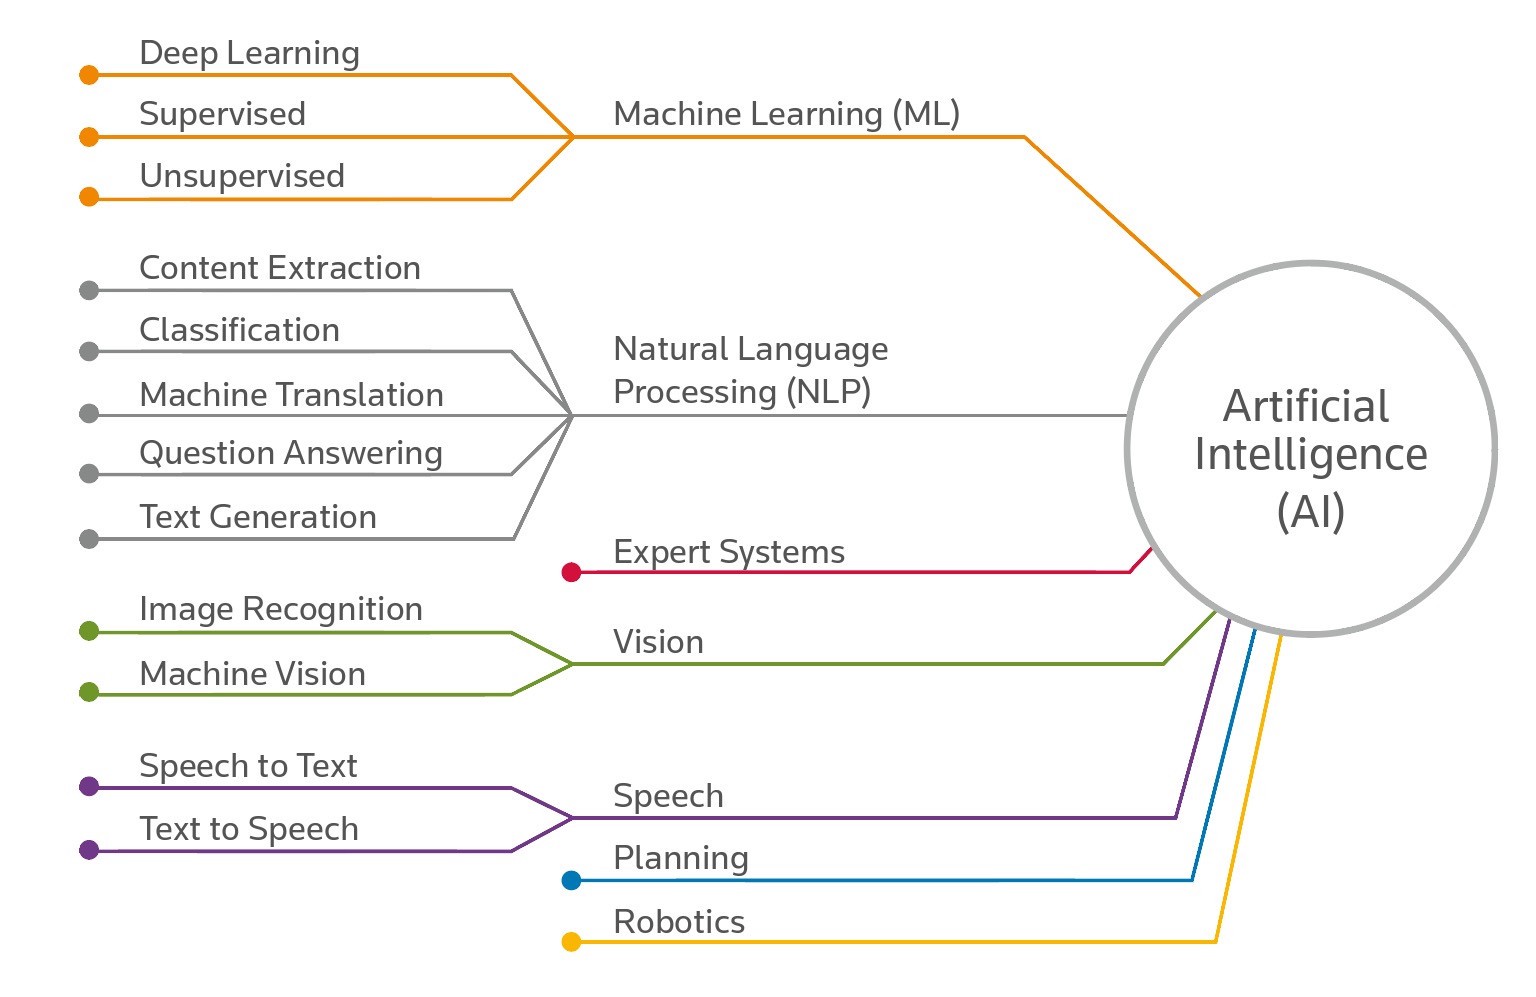 Deep Learning
Supervised
Unsupervised
Machine Learning (ML)
Content Extraction
Classification
Machine Translation
Question Answering
Text Generation
Natural Language
Processing (NLP)
Expert Systems
Image Recognition
Machine Vision
Vision
Speech to Text
Text to Speech
Speech
Planning
Robotics
Artificial
Intelligence
(AI)